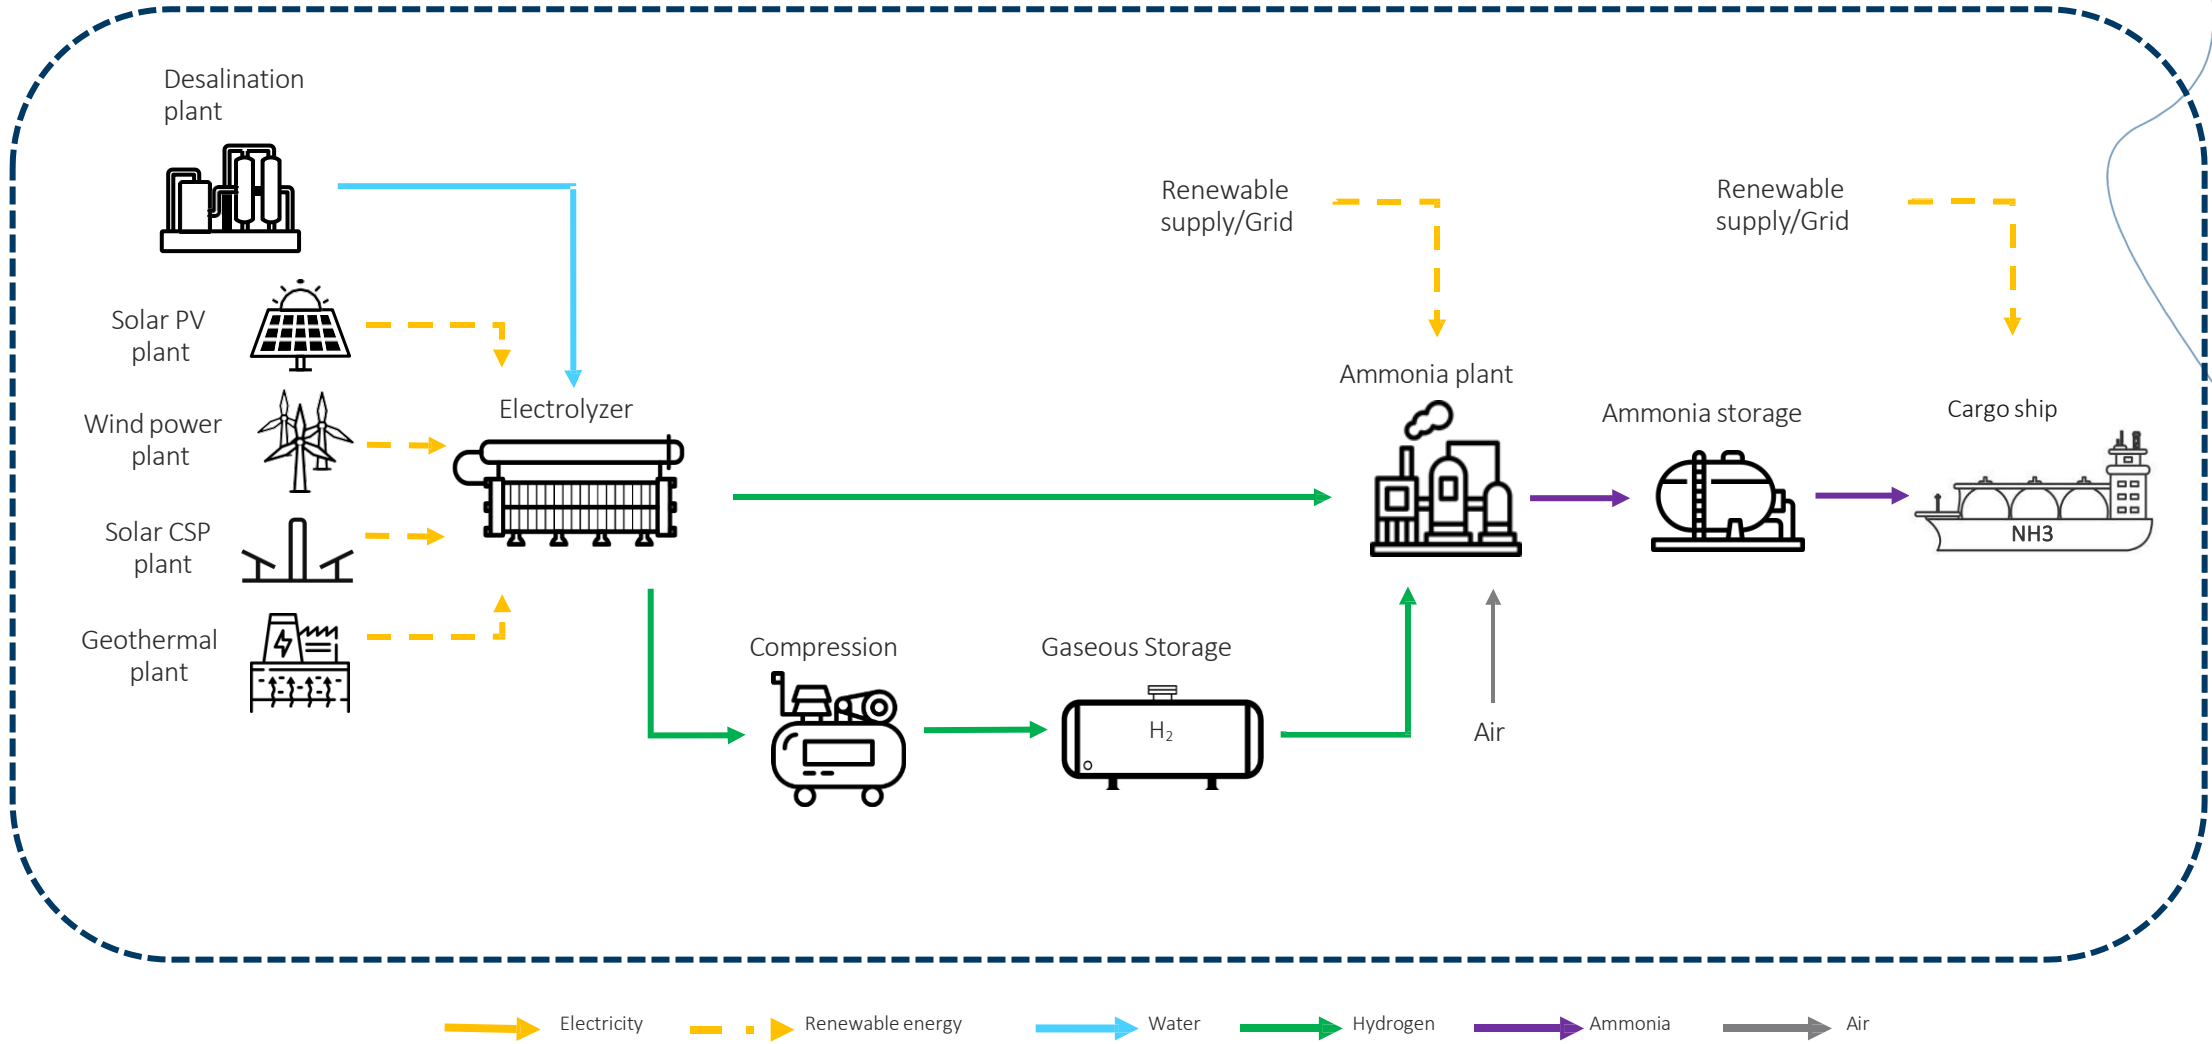 Desalination
plant
Solar PV
plant
Wind power
plant
Solar CSP
plant
Geothermal
plant
Electrolyzer
Compression
Gaseous Storage
H₂
Renewable
supply/Grid
Ammonia plant
Air
Ammonia storage
Renewable
supply/Grid
Cargo ship
NH3
Electricity
Renewable energy
Water
Hydrogen
Ammonia
Air